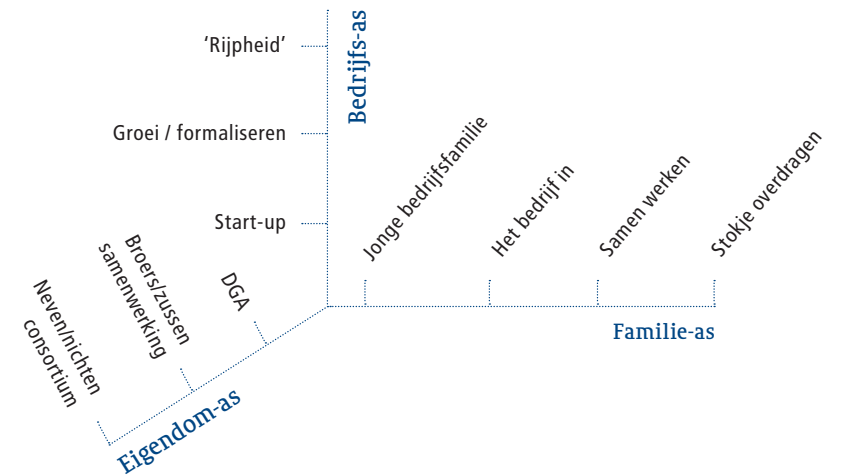 Bedrijfs-as
‘Rijpheid’
Groei / formaliseren
Start-up
Jonge bedrijfsfamilie
Het bedrijf in
Samen werken
Stokje overdragen
Familie-as
DGA
Broers/zussen
samenwerking
Neven/nichten
consortium
Eigendom-as